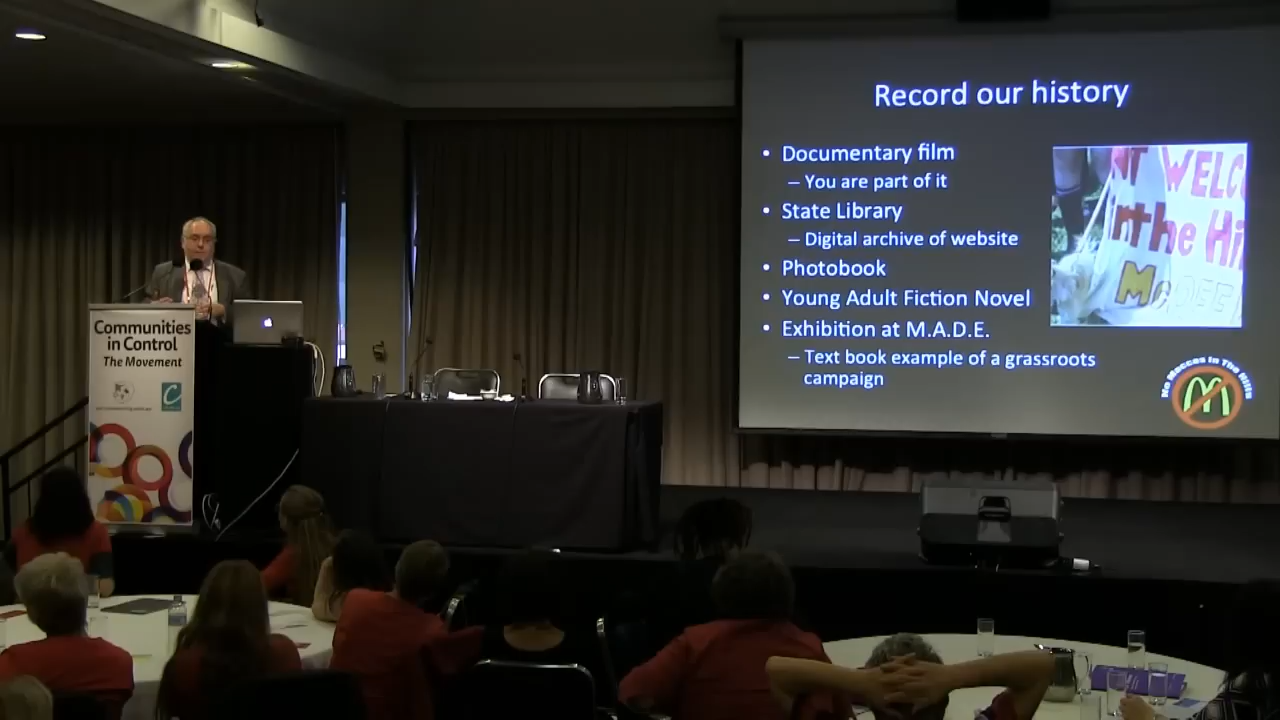 Record our history
• Documentary film
– You are part of it
• State Library
– Digital archive of website
• Photobook
• Young Adult Fiction Novel
• Exhibition at M.A.D.E.
– Text book example of a grassroots
campaign
WELC
in the Hi
No Maccas In The Hills
Communities
in Control
The Movement